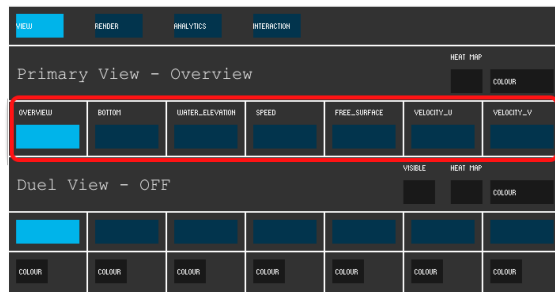 VIEW RENDER ANALYTICS INTERACTION
HEAT MAP
Primary View - Overview
COLOUR
OVERVIEW BOTTOM WATER_ELEVATION SPEED FREE_SURFACE VELOCITY_U VELOCITY_V
VISIBLE HEAT MAP
Duel View - OFF
COLOUR
COLOUR COLOUR COLOUR COLOUR COLOUR COLOUR COLOUR